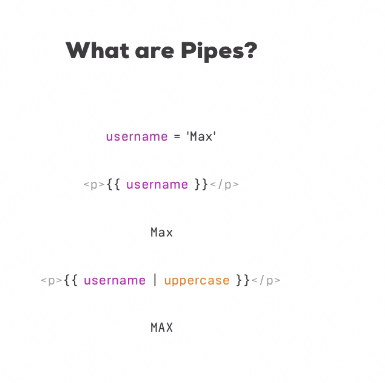 What are Pipes?
username = 'Max'
<p>{{ username }}</p>
Max
<p>{{ username | uppercase }}</p>
MAX